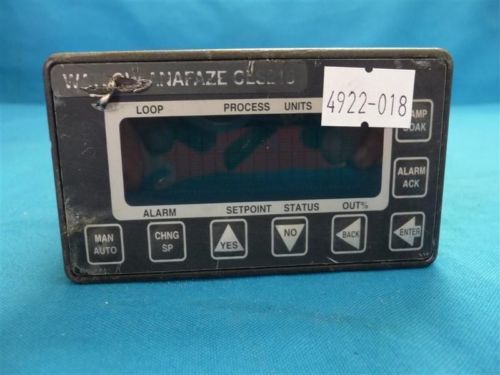 ANAFAZE
4922-018
LOOP PROCESS UNITS
ALARM
ACK
ALARM SETPOINT STATUS OUT%
MAN
AUTO
CHNG
SP
YES
NO
BACK
ENTER